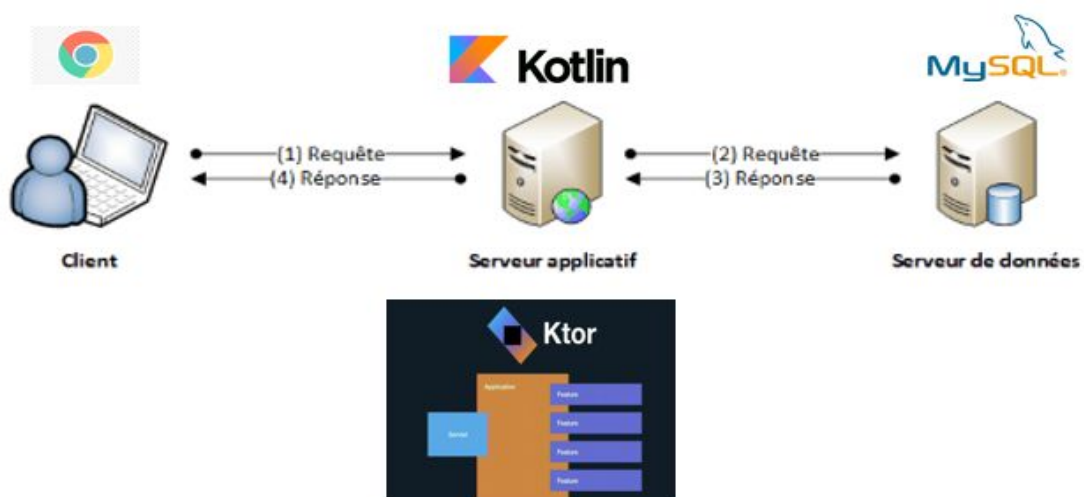 Kotlin
MySQL®
(1) Requête
(4) Réponse
(2) Requête
(3) Réponse
Client
Serveur applicatif
Serveur de données
Ktor
Application
Feature
Feature
Server
Feature
Feature